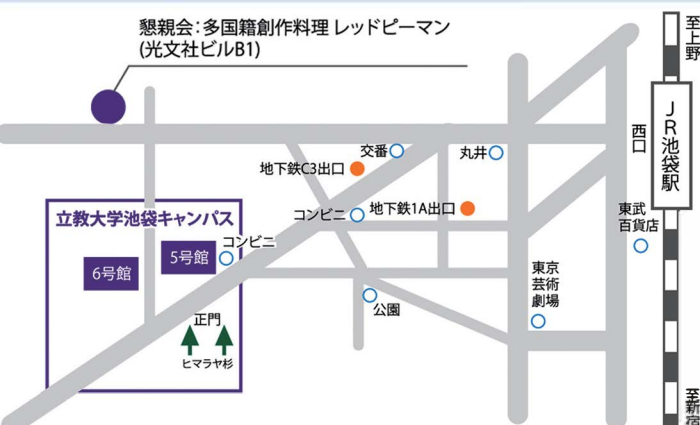 懇親会：多国籍創作料理 レッドピーマン
(光文社ビルB1)
至上野
JR池袋駅
西口
交番
丸井
地下鉄C3出口
コンビニ
地下鉄1A出口
東武
百貨店
立教大学池袋キャンパス
コンビニ
5号館
6号館
東京
芸術
劇場
公園
正門
ヒマラヤ杉
至新宿